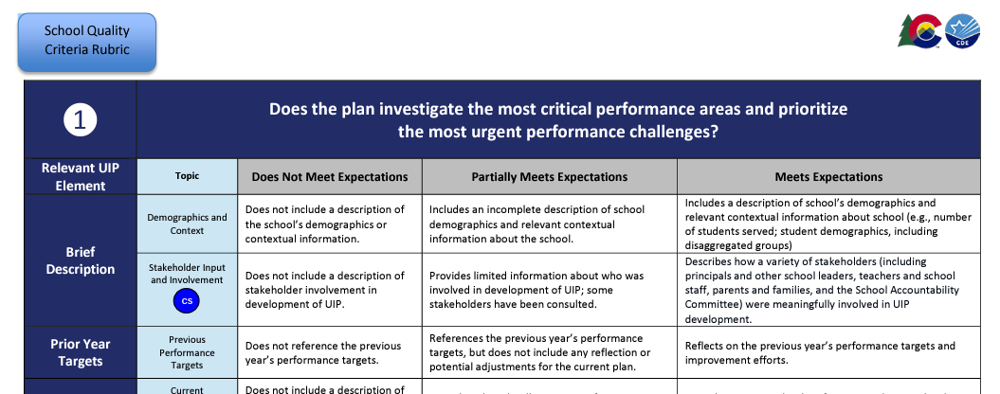 School Quality
Criteria Rubric
C
CDE
1
Does the plan investigate the most critical performance areas and prioritize
the most urgent performance challenges?
Relevant UIP
Element
Topic
Does Not Meet Expectations
Partially Meets Expectations
Meets Expectations
Brief
Description
Demographics and
Context
Does not include a description of
the school's demographics or
contextual information.
Includes an incomplete description of school
demographics and relevant contextual
information about the school.
Includes a description of school's demographics and
relevant contextual information about school (e.g., number
of students served; student demographics, including
disaggregated groups)
Stakeholder Input
and Involvement
CS
Does not include a description of
stakeholder involvement in
development of UIP.
Provides limited information about who was
involved in development of UIP; some
stakeholders have been consulted.
Describes how a variety of stakeholders (including
principals and other school leaders, teachers and school
staff, parents and families, and the School Accountability
Committee) were meaningfully involved in UIP
development.
Prior Year
Targets
Previous
Performance
Targets
Does not reference the previous
year's performance targets.
References the previous year's performance
targets, but does not include any reflection or
potential adjustments for the current plan.
Reflects on the previous year's performance targets and
improvement efforts.
Current
Does not include a description of